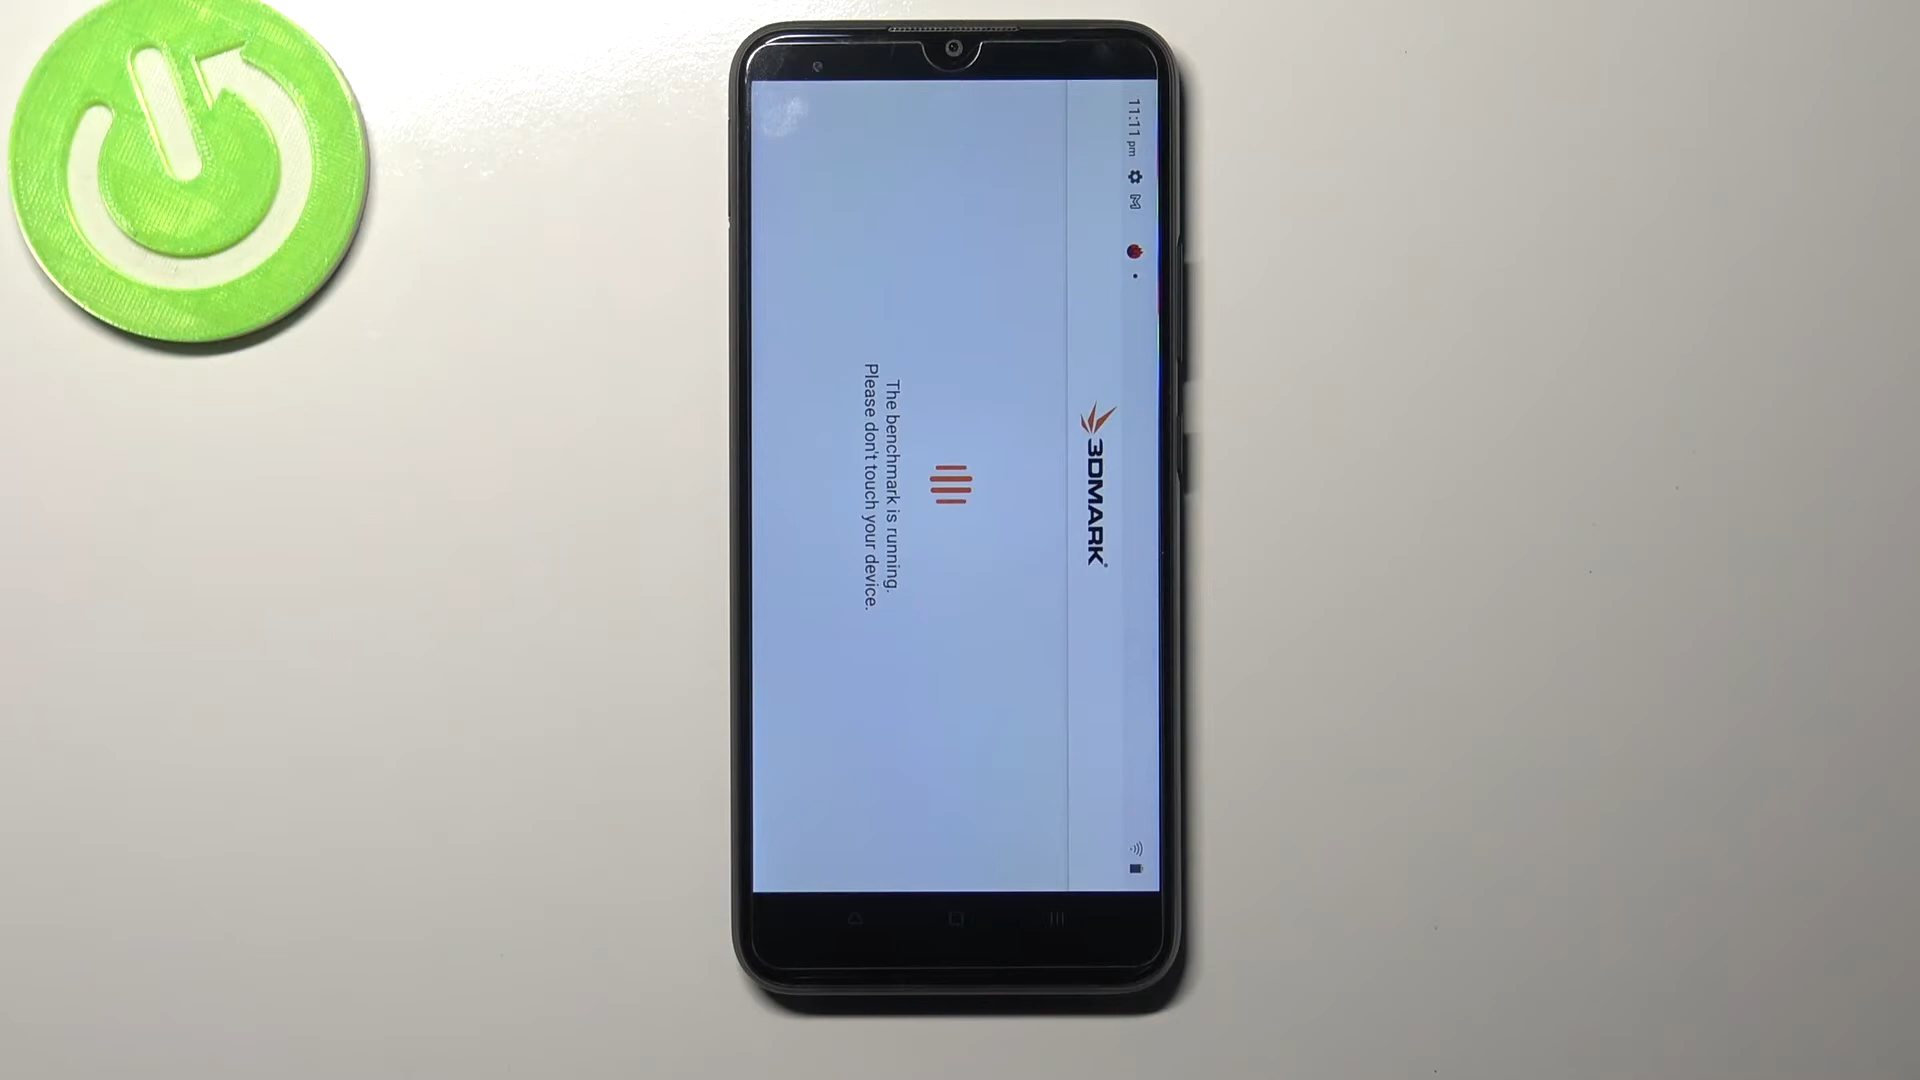 11:11 pm
3DMARK
The benchmark is running.
Please don't touch your device.